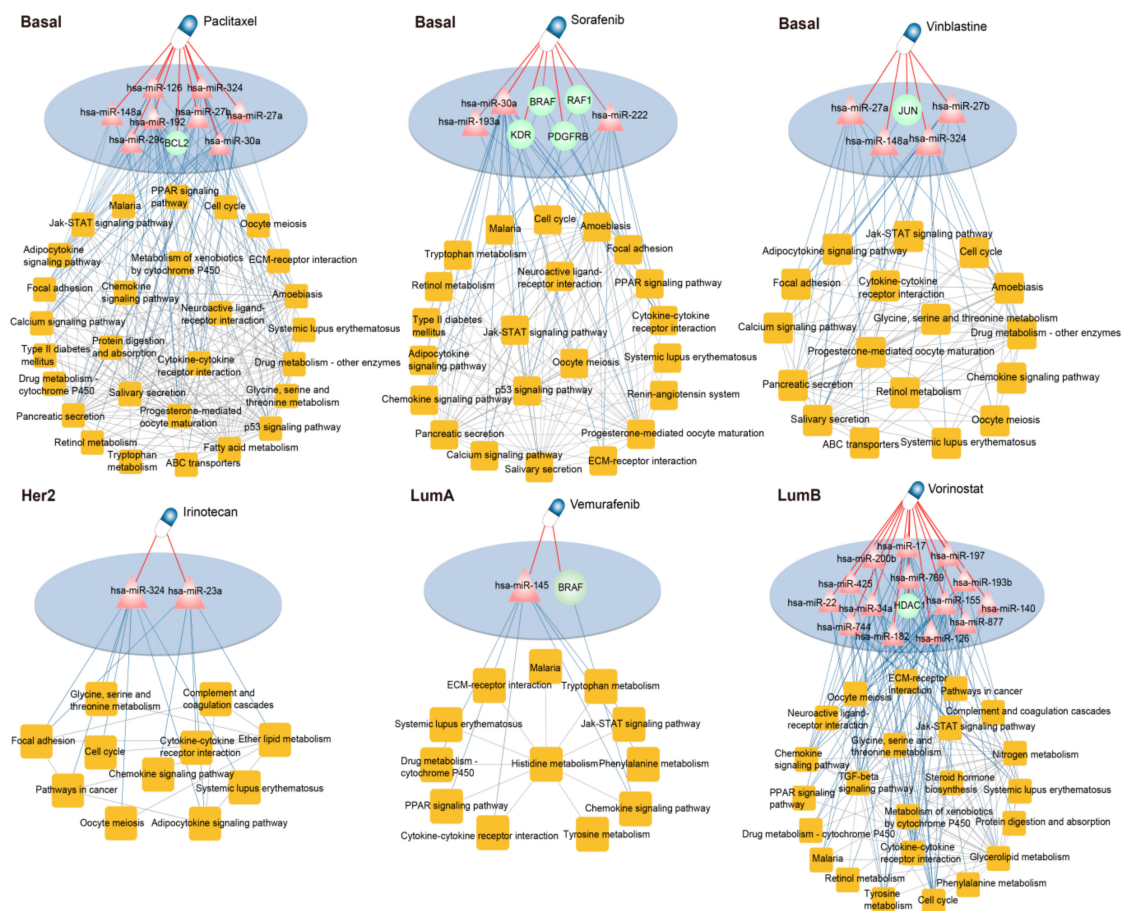 Basal
Paclitaxel
hsa-miR-126
hsa-miR-324
hsa-miR-148a
hsa-miR-27b
hsa-miR-27a
hsa-miR-192
hsa-miR-29c
BCL2
hsa-miR-30a
PPAR signaling
pathway
Malaria
Cell cycle
Jak-STAT signaling pathway
Oocyte meiosis
Adipocytokine
signaling pathway
Metabolism of xenobiotics
by cytochrome P450
ECM-receptor interaction
Focal adhesion
Chemokine
signaling pathway
Amoebiasis
Neuroactive ligand-
receptor interaction
Calcium signaling pathway
Systemic lupus erythematosus
Protein digestion
and absorption
Type II diabetes
mellitus
Cytokine-cytokine
receptor interaction
Drug metabolism - other enzymes
Drug metabolism -
cytochrome P450
Salivary secretion
Glycine, serine and
threonine metabolism
Pancreatic secretion
Progesterone-mediated
oocyte maturation
p53 signaling pathway
Retinol metabolism
Fatty acid metabolism
Tryptophan
metabolism
ABC transporters
Basal
Sorafenib
hsa-miR-30a
BRAF
RAF1
hsa-miR-193a
hsa-miR-222
KDR
PDGFRB
Cell cycle
Malaria
Amoebiasis
Tryptophan metabolism
Focal adhesion
Neuroactive ligand-
receptor interaction
Retinol metabolism
PPAR signaling pathway
Type II diabetes
mellitus
Jak-STAT signaling pathway
Cytokine-cytokine
receptor interaction
Adipocytokine
signaling pathway
Oocyte meiosis
Systemic lupus erythematosus
Chemokine signaling pathway
p53 signaling pathway
Renin-angiotensin system
Pancreatic secretion
Progesterone-mediated oocyte maturation
Calcium signaling pathway
Salivary secretion
ECM-receptor interaction
Basal
Vinblastine
hsa-miR-27a
JUN
hsa-miR-27b
hsa-miR-148a
hsa-miR-324
Jak-STAT signaling pathway
Adipocytokine signaling pathway
Cell cycle
Focal adhesion
Cytokine-cytokine
receptor interaction
Amoebiasis
Calcium signaling pathway
Glycine, serine and threonine metabolism
Drug metabolism - other enzymes
Progesterone-mediated oocyte maturation
Pancreatic secretion
Retinol metabolism
Chemokine signaling pathway
Salivary secretion
Oocyte meiosis
ABC transporters
Systemic lupus erythematosus
Her2
Irinotecan
hsa-miR-324
hsa-miR-23a
Glycine, serine and
threonine metabolism
Complement and
coagulation cascades
Focal adhesion
Cell cycle
Cytokine-cytokine
receptor interaction
Ether lipid metabolism
Chemokine signaling pathway
Pathways in cancer
Systemic lupus erythematosus
Oocyte meiosis
Adipocytokine signaling pathway
LumA
Vemurafenib
hsa-miR-145
BRAF
Malaria
ECM-receptor interaction
Tryptophan metabolism
Systemic lupus erythematosus
Jak-STAT signaling pathway
Drug metabolism -
cytochrome P450
Histidine metabolism
Phenylalanine metabolism
PPAR signaling pathway
Chemokine signaling pathway
Cytokine-cytokine receptor interaction
Tyrosine metabolism
LumB
Vorinostat
hsa-miR-17
hsa-miR-200b
hsa-miR-197
hsa-miR-425
hsa-miR-769
hsa-miR-193b
hsa-miR-22
hsa-miR-34a
HDAC1
hsa-miR-155
hsa-miR-140
hsa-miR-744
hsa-miR-877
hsa-miR-182
hsa-miR-126
ECM-receptor
interaction
Oocyte meiosis
Pathways in cancer
Neuroactive ligand-
receptor interaction
Complement and coagulation cascades
Jak-STAT signaling pathway
Chemokine
signaling pathway
Glycine, serine and
threonine metabolism
Nitrogen metabolism
TGF-beta
signaling pathway
Steroid hormone
biosynthesis
PPAR signaling
pathway
Systemic lupus erythematosus
Metabolism of xenobiotics
by cytochrome P450
Drug metabolism - cytochrome P450
Protein digestion and absorption
Malaria
Cytokine-cytokine
receptor interaction
Glycerolipid metabolism
Retinol metabolism
Phenylalanine metabolism
Tyrosine
metabolism
Cell cycle